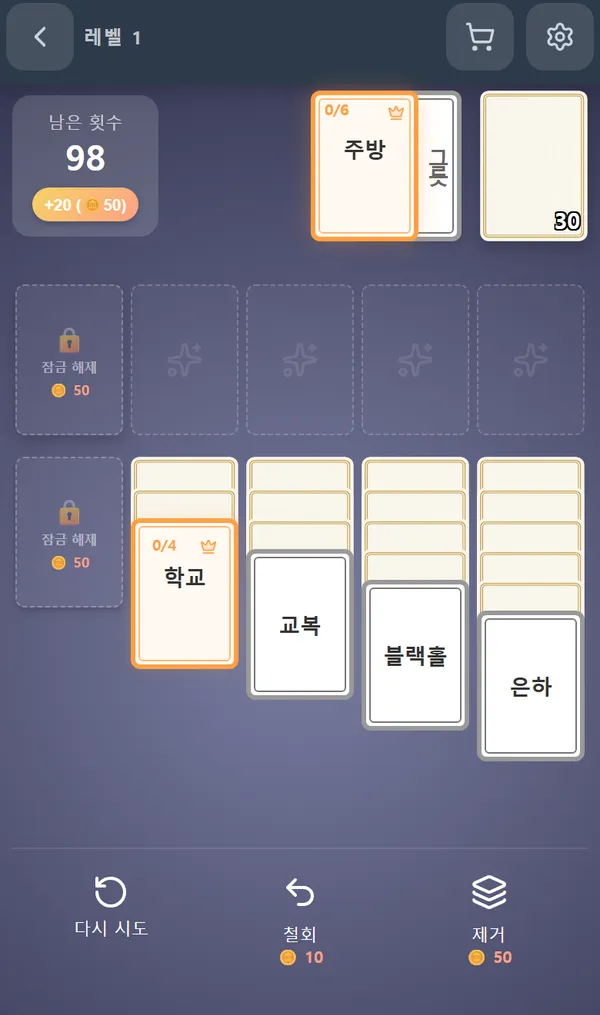 레벨 1
남은 횟수
98
+20 ( 50)
0/6
주방
그릇
30
잠금 해제
50
잠금 해제
50
0/4
학교
교복
블랙홀
은하
다시 시도
철회
10
제거
50